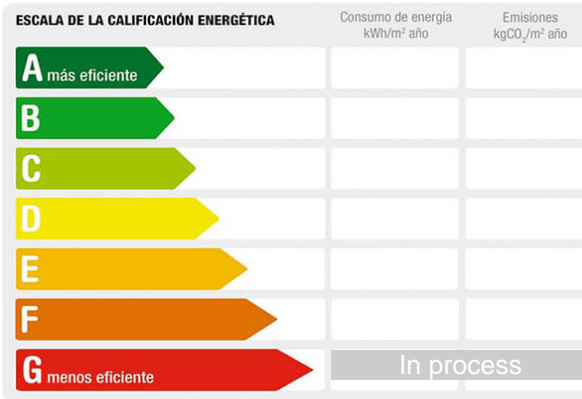 ESCALA DE LA CALIFICACIÓN ENERGÉTICA
Consumo de energía
kWh/m² año
Emisiones
kgCO₂/m² año
A más eficiente
B
C
D
E
F
G menos eficiente
In process